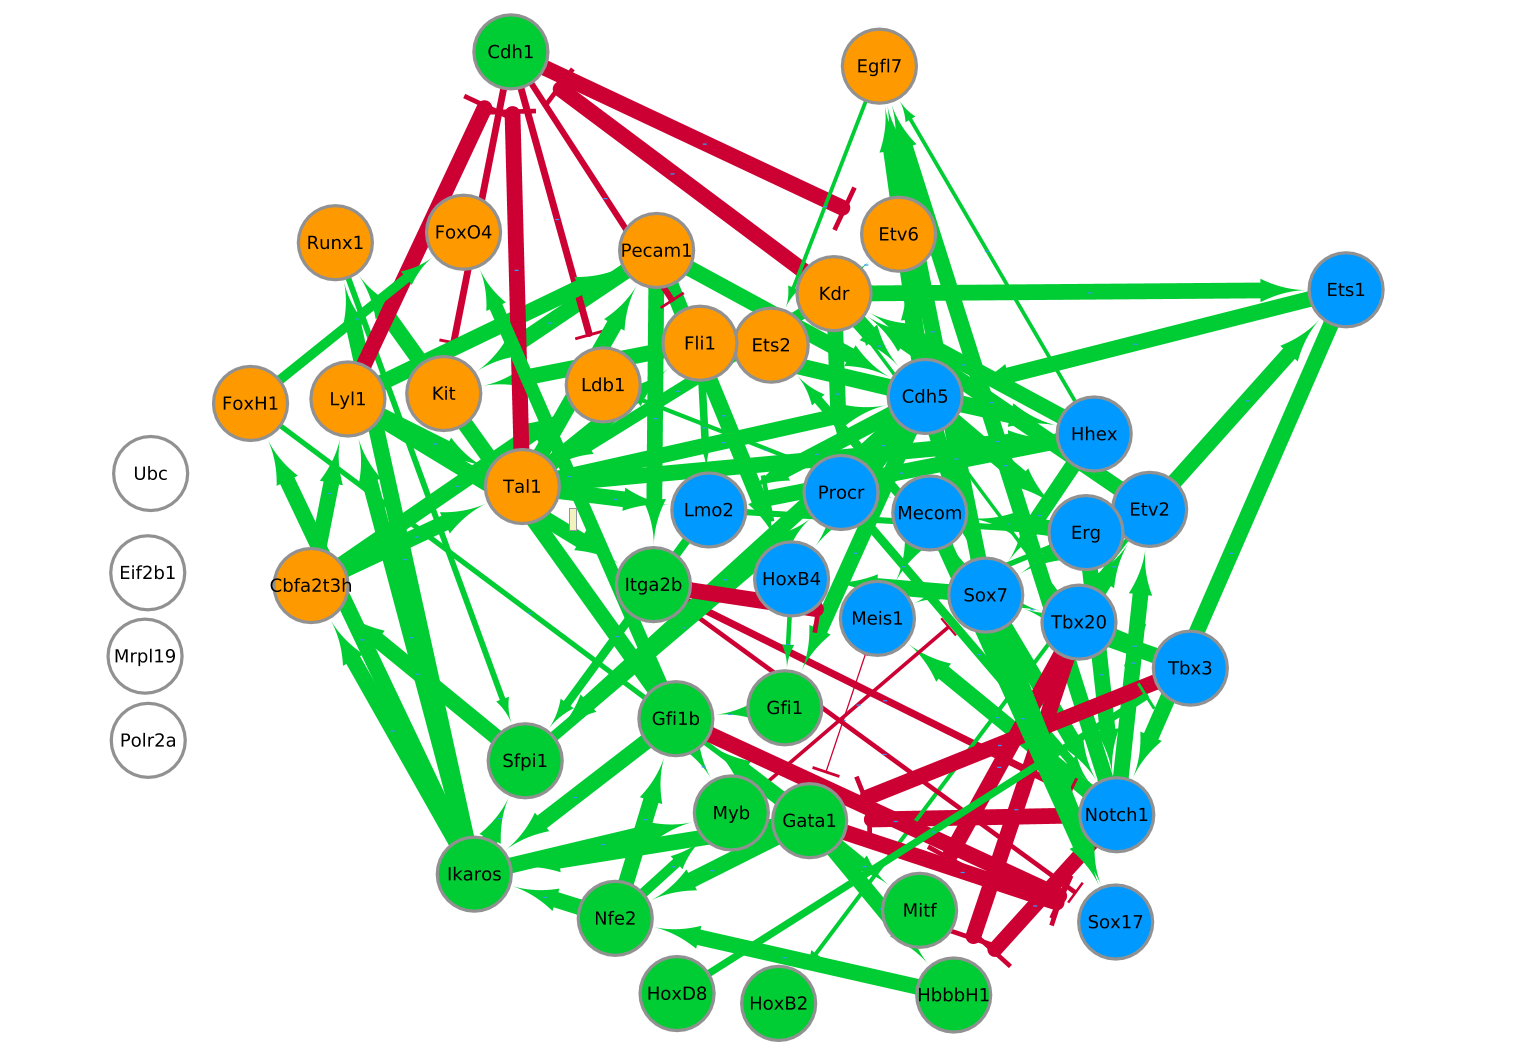 Cdh1
Egfl7
Runx1
FoxO4
Pecam1
Etv6
Kdr
Ets1
Fli1
Ets2
FoxH1
Lyl1
Kit
Ldb1
Cdh5
Hhex
Ubc
Tal1
Lmo2
Procr
Mecom
Erg
Etv2
Eif2b1
Cbfa2t3h
Itga2b
HoxB4
Meis1
Sox7
Tbx20
Mrpl19
Tbx3
Polr2a
Sfpi1
Gfi1b
Gfi1
Myb
Gata1
Notch1
Ikaros
Nfe2
Mitf
Sox17
HoxD8
HoxB2
HbbbH1